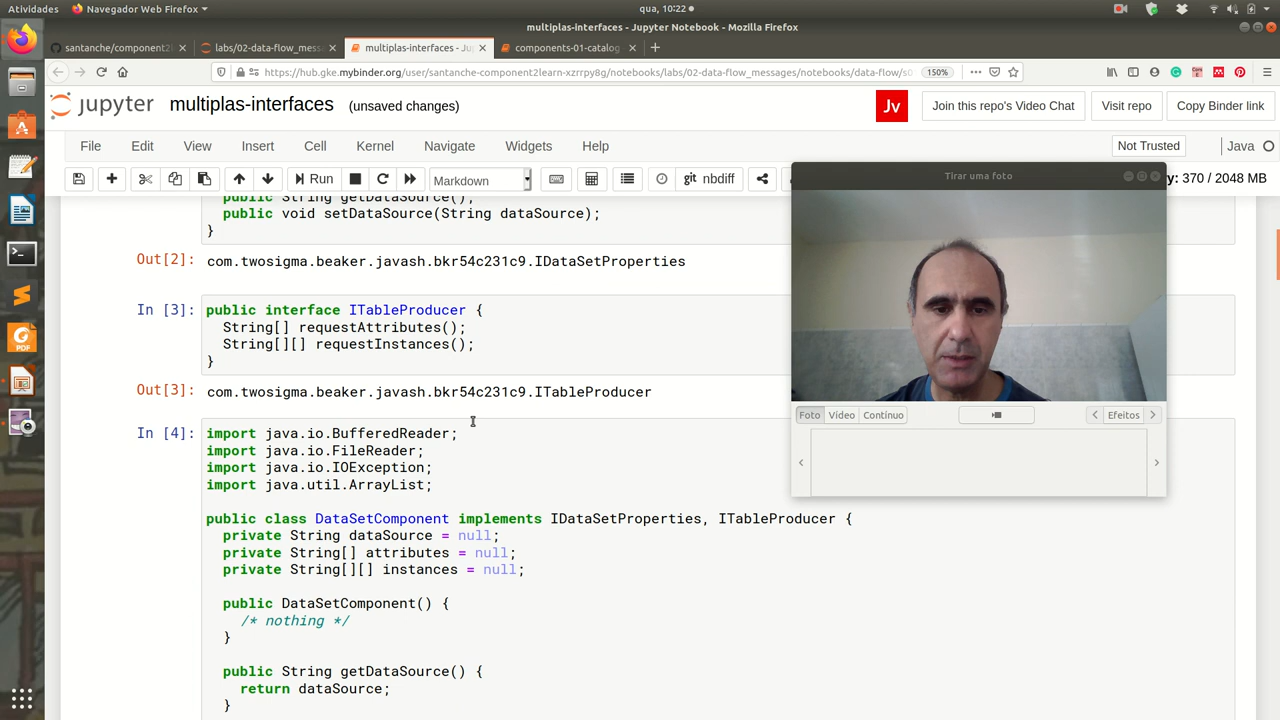 Atividades Navegador Web Firefox qua, 10:22
multiplas-interfaces - Jupyter Notebook - Mozilla Firefox
santanche/component2l labs/02-data-flow_mess multiplas-interfaces - Ju components-01-catalog
https://hub.gke.mybinder.org/user/santanche-component2learn-xzrrpy8g/notebooks/labs/02-data-flow_messages/notebooks/data-flow/s0 150%
jupyter multiplas-interfaces (unsaved changes) Jv Join this repo's Video Chat Visit repo Copy Binder link
File Edit View Insert Cell Kernel Navigate Widgets Help Not Trusted Java
Run Markdown git nbdiff y: 370 / 2048 MB
Tirar uma foto
public String getDataSource();
public void setDataSource(String dataSource);
}
Out[2]: com.twosigma.beaker.javash.bkr54c231c9.IDataSetProperties
In [3]: public interface ITableProducer {
String[] requestAttributes();
String[][] requestInstances();
}
Out[3]: com.twosigma.beaker.javash.bkr54c231c9.ITableProducer
Foto Vídeo Contínuo Efeitos
In [4]: import java.io.BufferedReader;
import java.io.FileReader;
import java.io.IOException;
import java.util.ArrayList;
public class DataSetComponent implements IDataSetProperties, ITableProducer {
private String dataSource = null;
private String[] attributes = null;
private String[][] instances = null;
public DataSetComponent() {
/* nothing */
}
public String getDataSource() {
return dataSource;
}
PDF